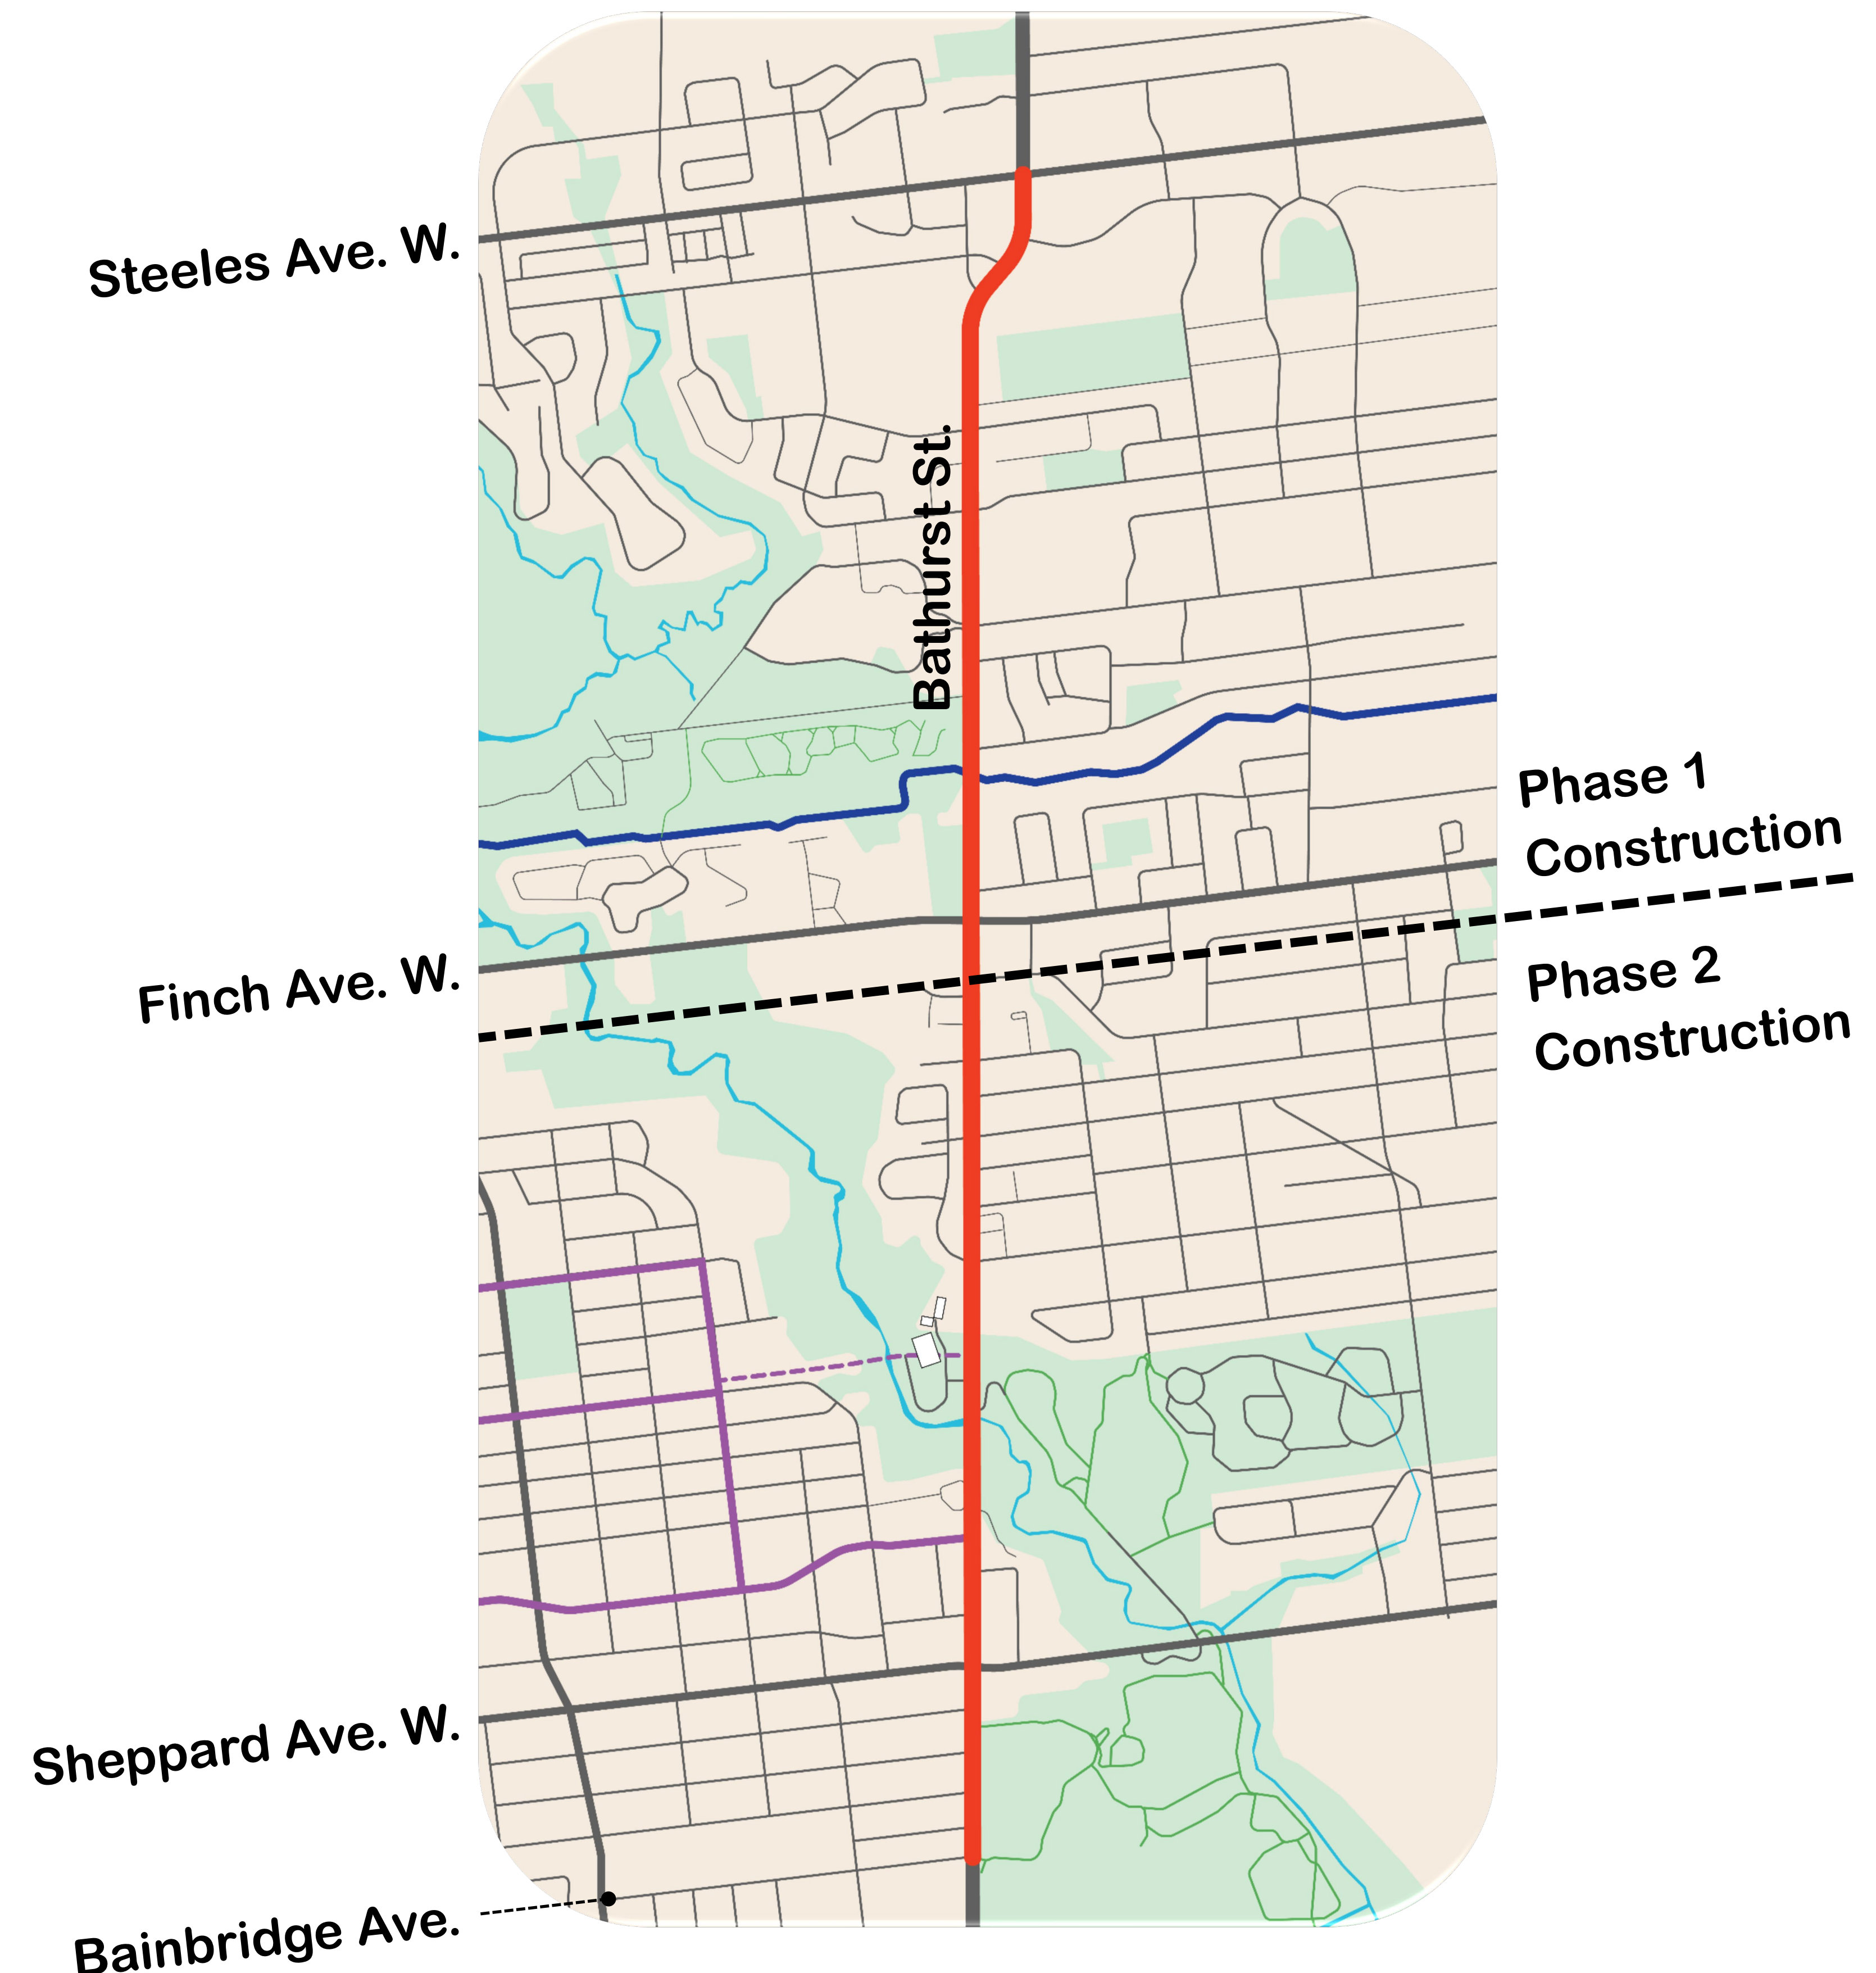 Steeles Ave. W.
Bathurst St.
Phase 1
Construction
Finch Ave. W.
Phase 2
Construction
Sheppard Ave. W.
Bainbridge Ave.